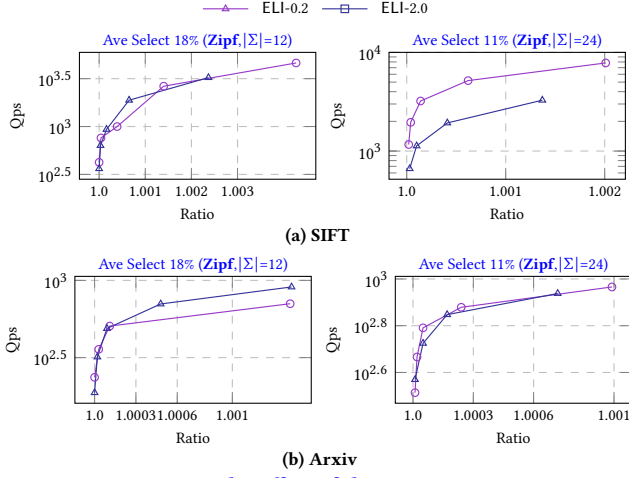 ELI-0.2 ELI-2.0
Ave Select 18% (Zipf,|Σ|=12) Ave Select 11% (Zipf,|Σ|=24)
Qps
10^3.5
10^3
10^2.5
1.0 1.001 1.002 1.003
Ratio
Qps
10^4
10^3
1.0 1.001 1.002
Ratio
(a) SIFT
Ave Select 18% (Zipf,|Σ|=12) Ave Select 11% (Zipf,|Σ|=24)
Qps
10^3
10^2.5
1.0 1.00031.0006 1.001
Ratio
Qps
10^3
10^2.8
10^2.6
1.0 1.0003 1.0006 1.001
Ratio
(b) Arxiv